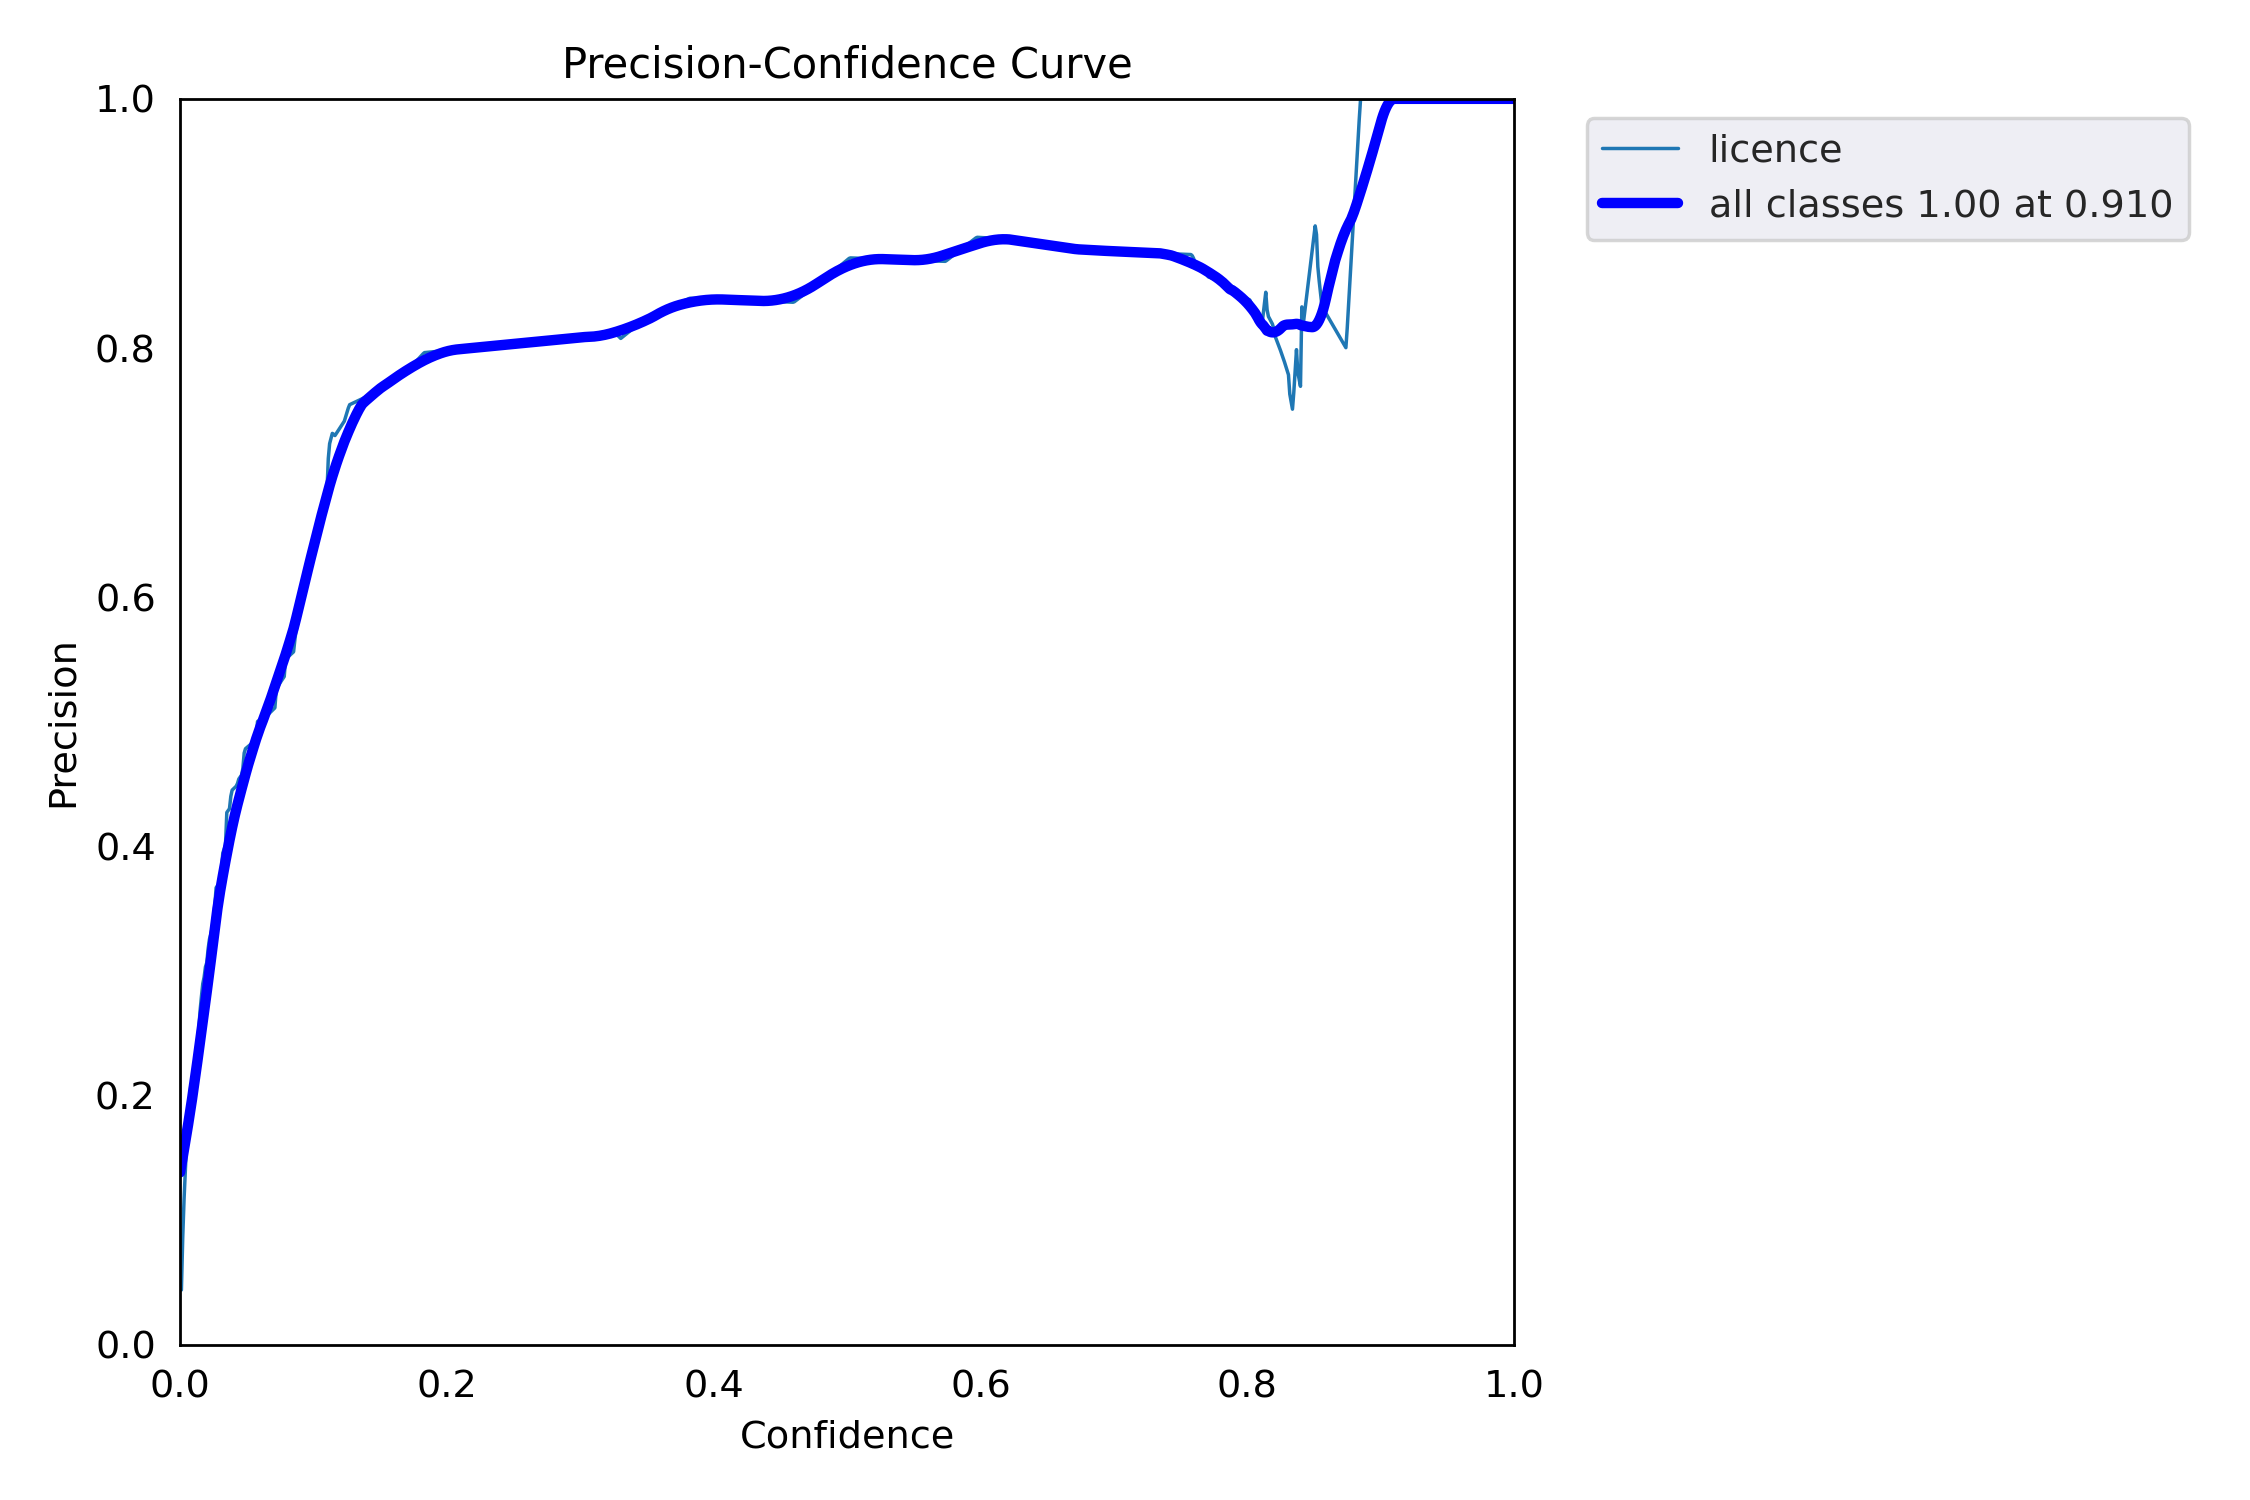 Precision-Confidence Curve
1.0
0.8
0.6
0.4
0.2
0.0
Precision
0.0 0.2 0.4 0.6 0.8 1.0
Confidence
licence
all classes 1.00 at 0.910